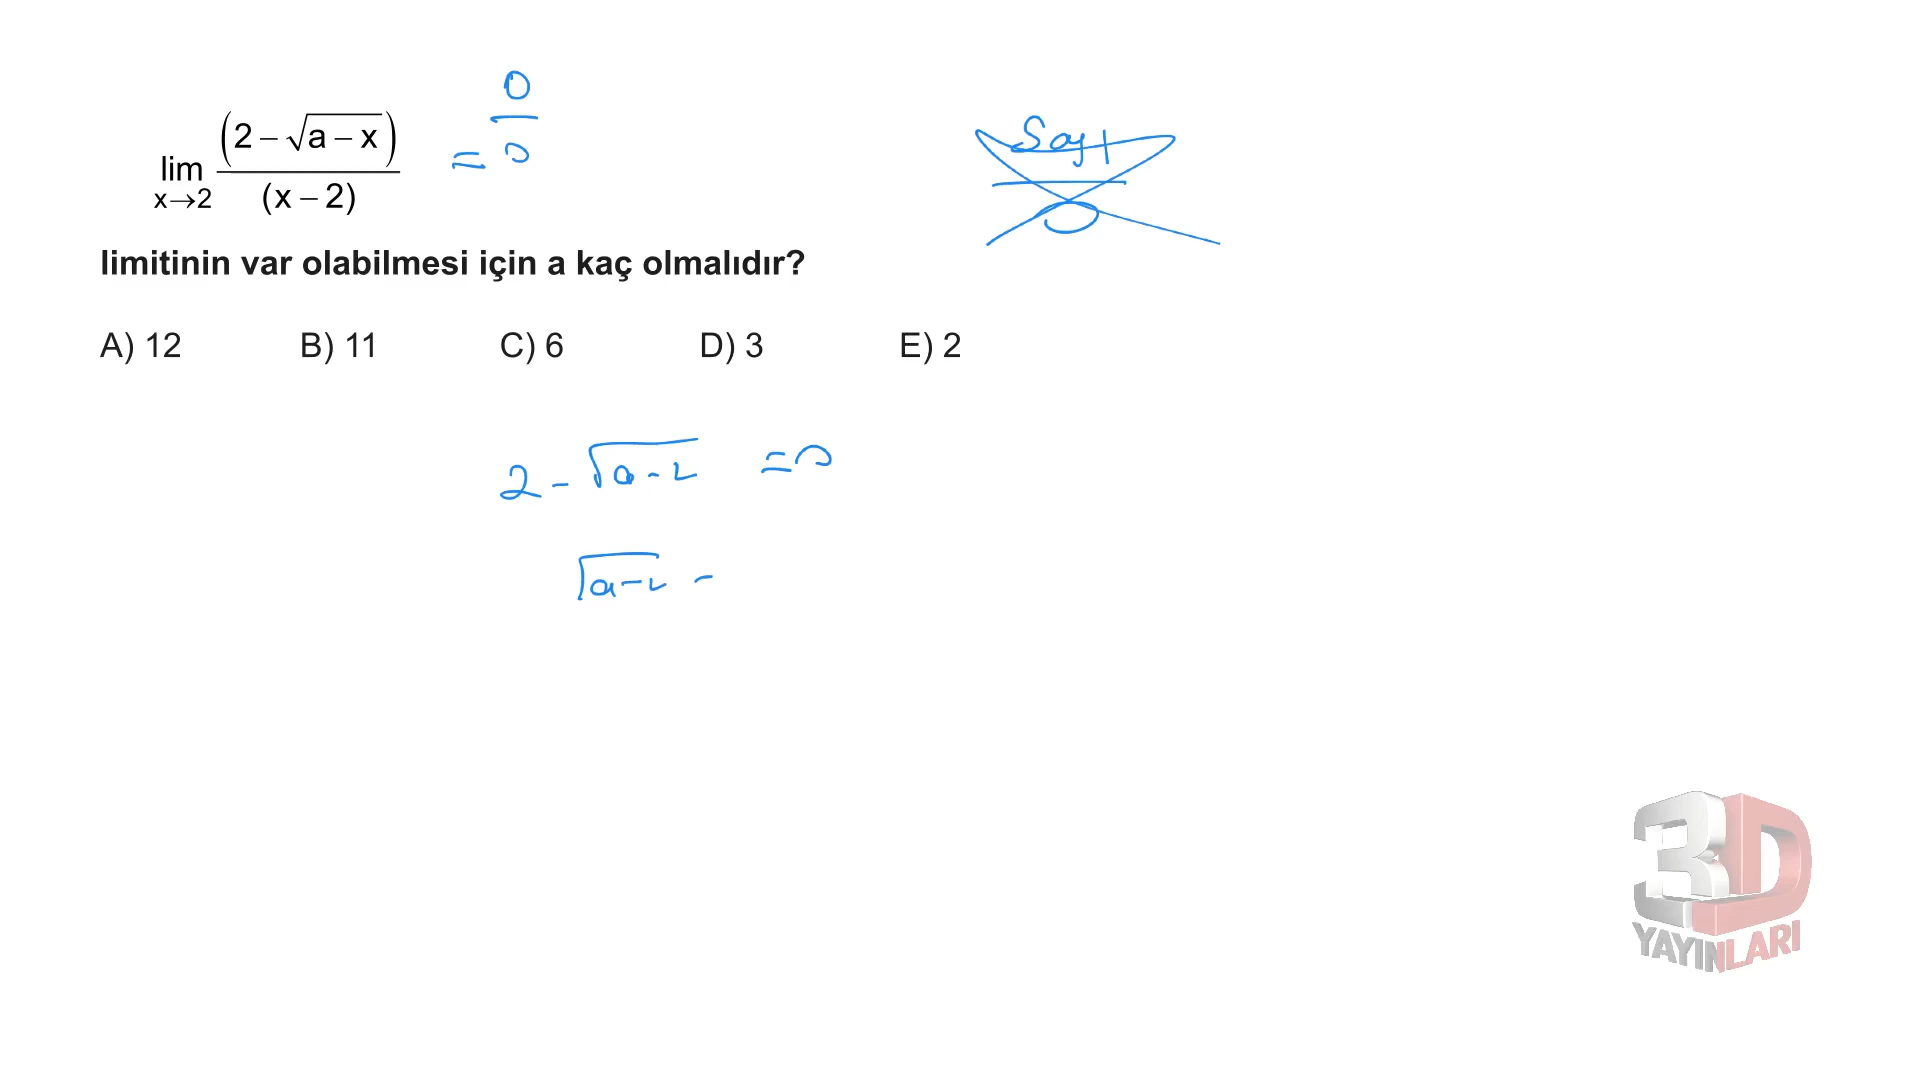 lim x→2 (2 – √a – x) / (x – 2) = 0 / 0
Sayı / 0
limitinin var olabilmesi için a kaç olmalıdır?
A) 12 B) 11 C) 6 D) 3 E) 2
2 - √a-2 = 0
√a-2 =
3D
YAYINLARI